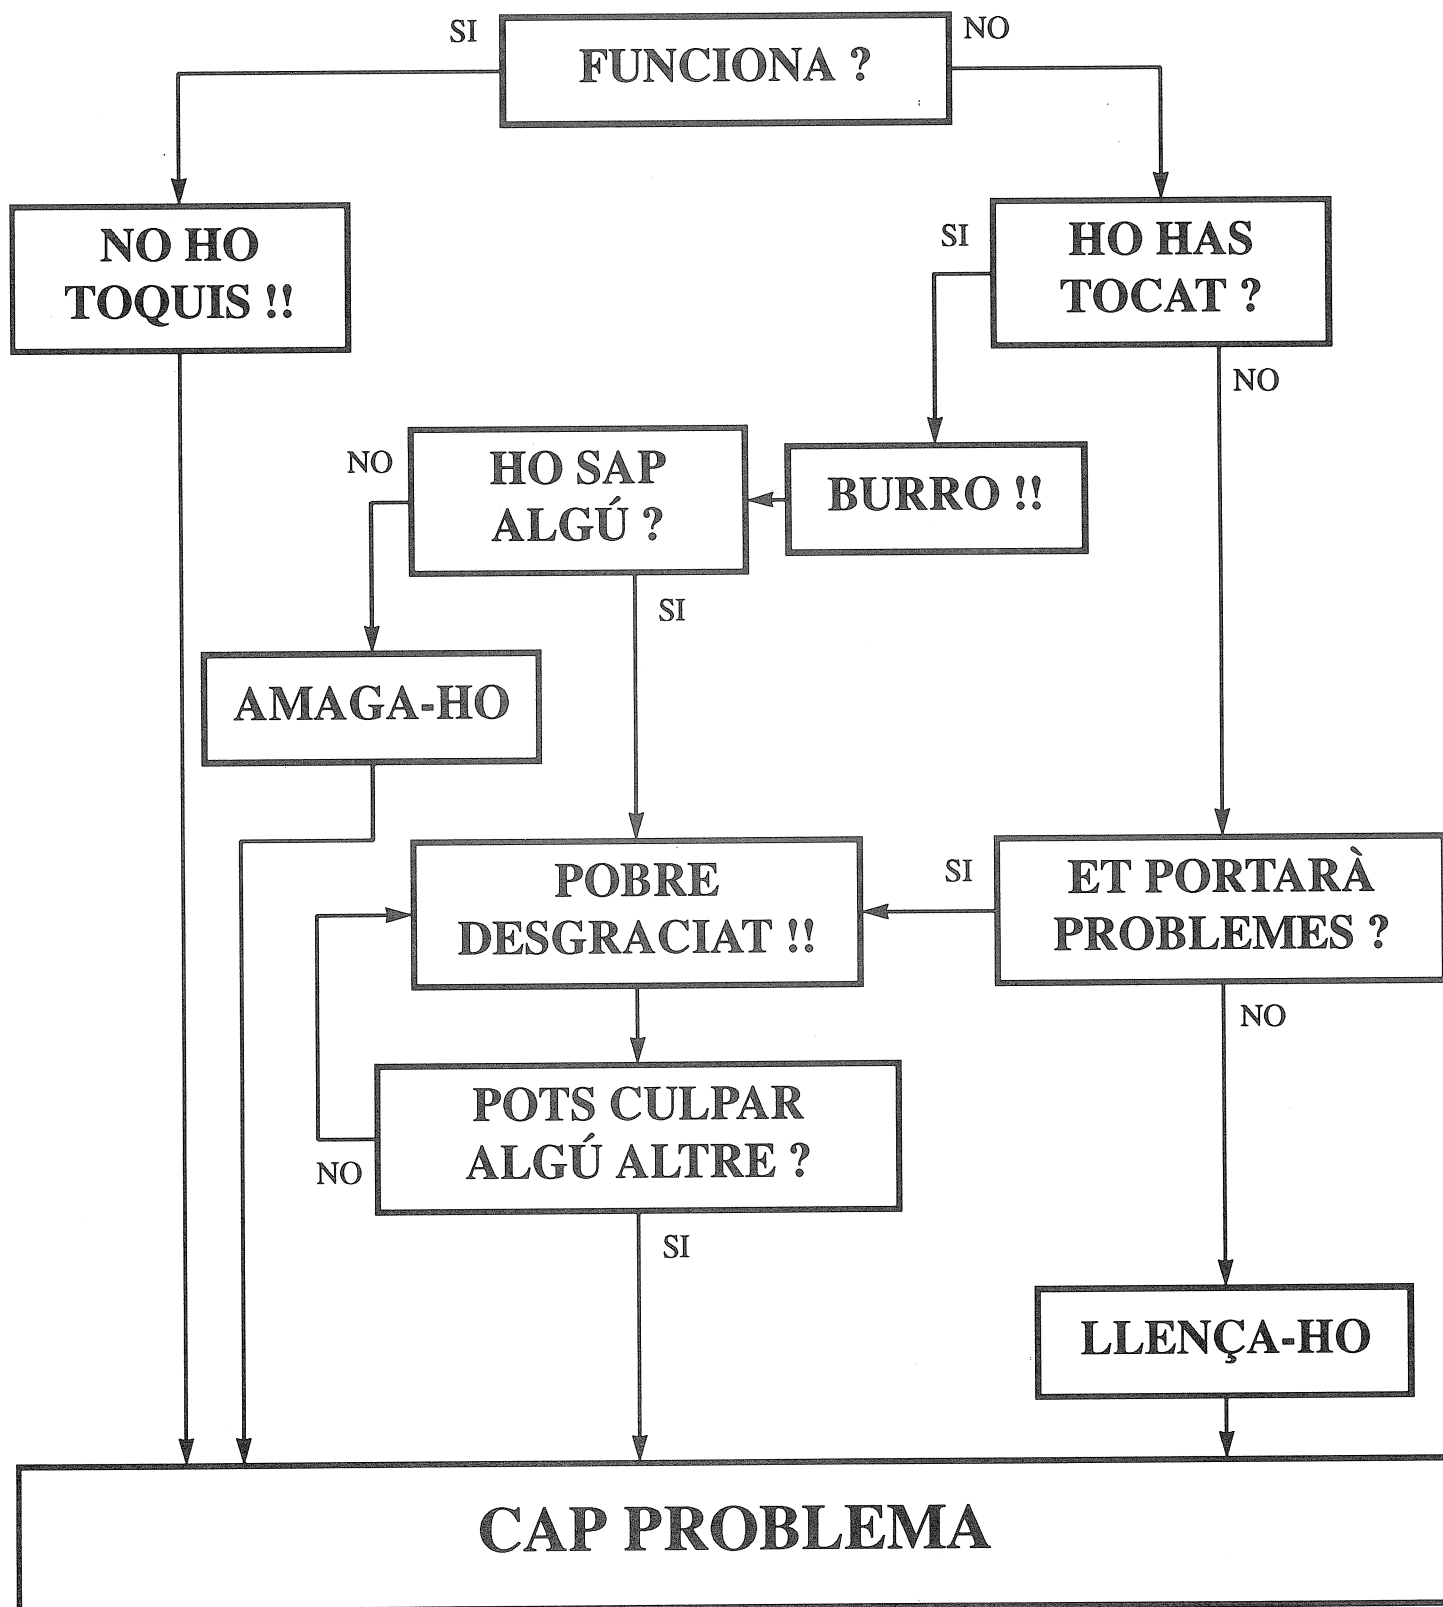 SI
NO
FUNCIONA ?
NO HO
TOQUIS !!
SI
HO HAS
TOCAT ?
NO
NO
HO SAP
ALGÚ ?
BURRO !!
SI
AMAGA-HO
POBRE
DESGRACIAT !!
SI
ET PORTARÀ
PROBLEMES ?
NO
POTS CULPAR
ALGÚ ALTRE ?
NO
SI
LLENÇA-HO
CAP PROBLEMA